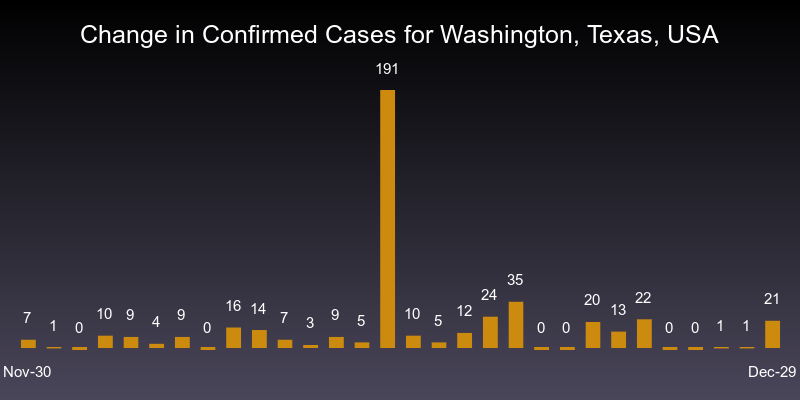 Change in Confirmed Cases for Washington, Texas, USA
191
7 1 0 10 9 4 9 0 16 14 7 3 9 5 10 5 12 24 35 0 0 20 13 22 0 0 1 1 21
Nov-30 Dec-29